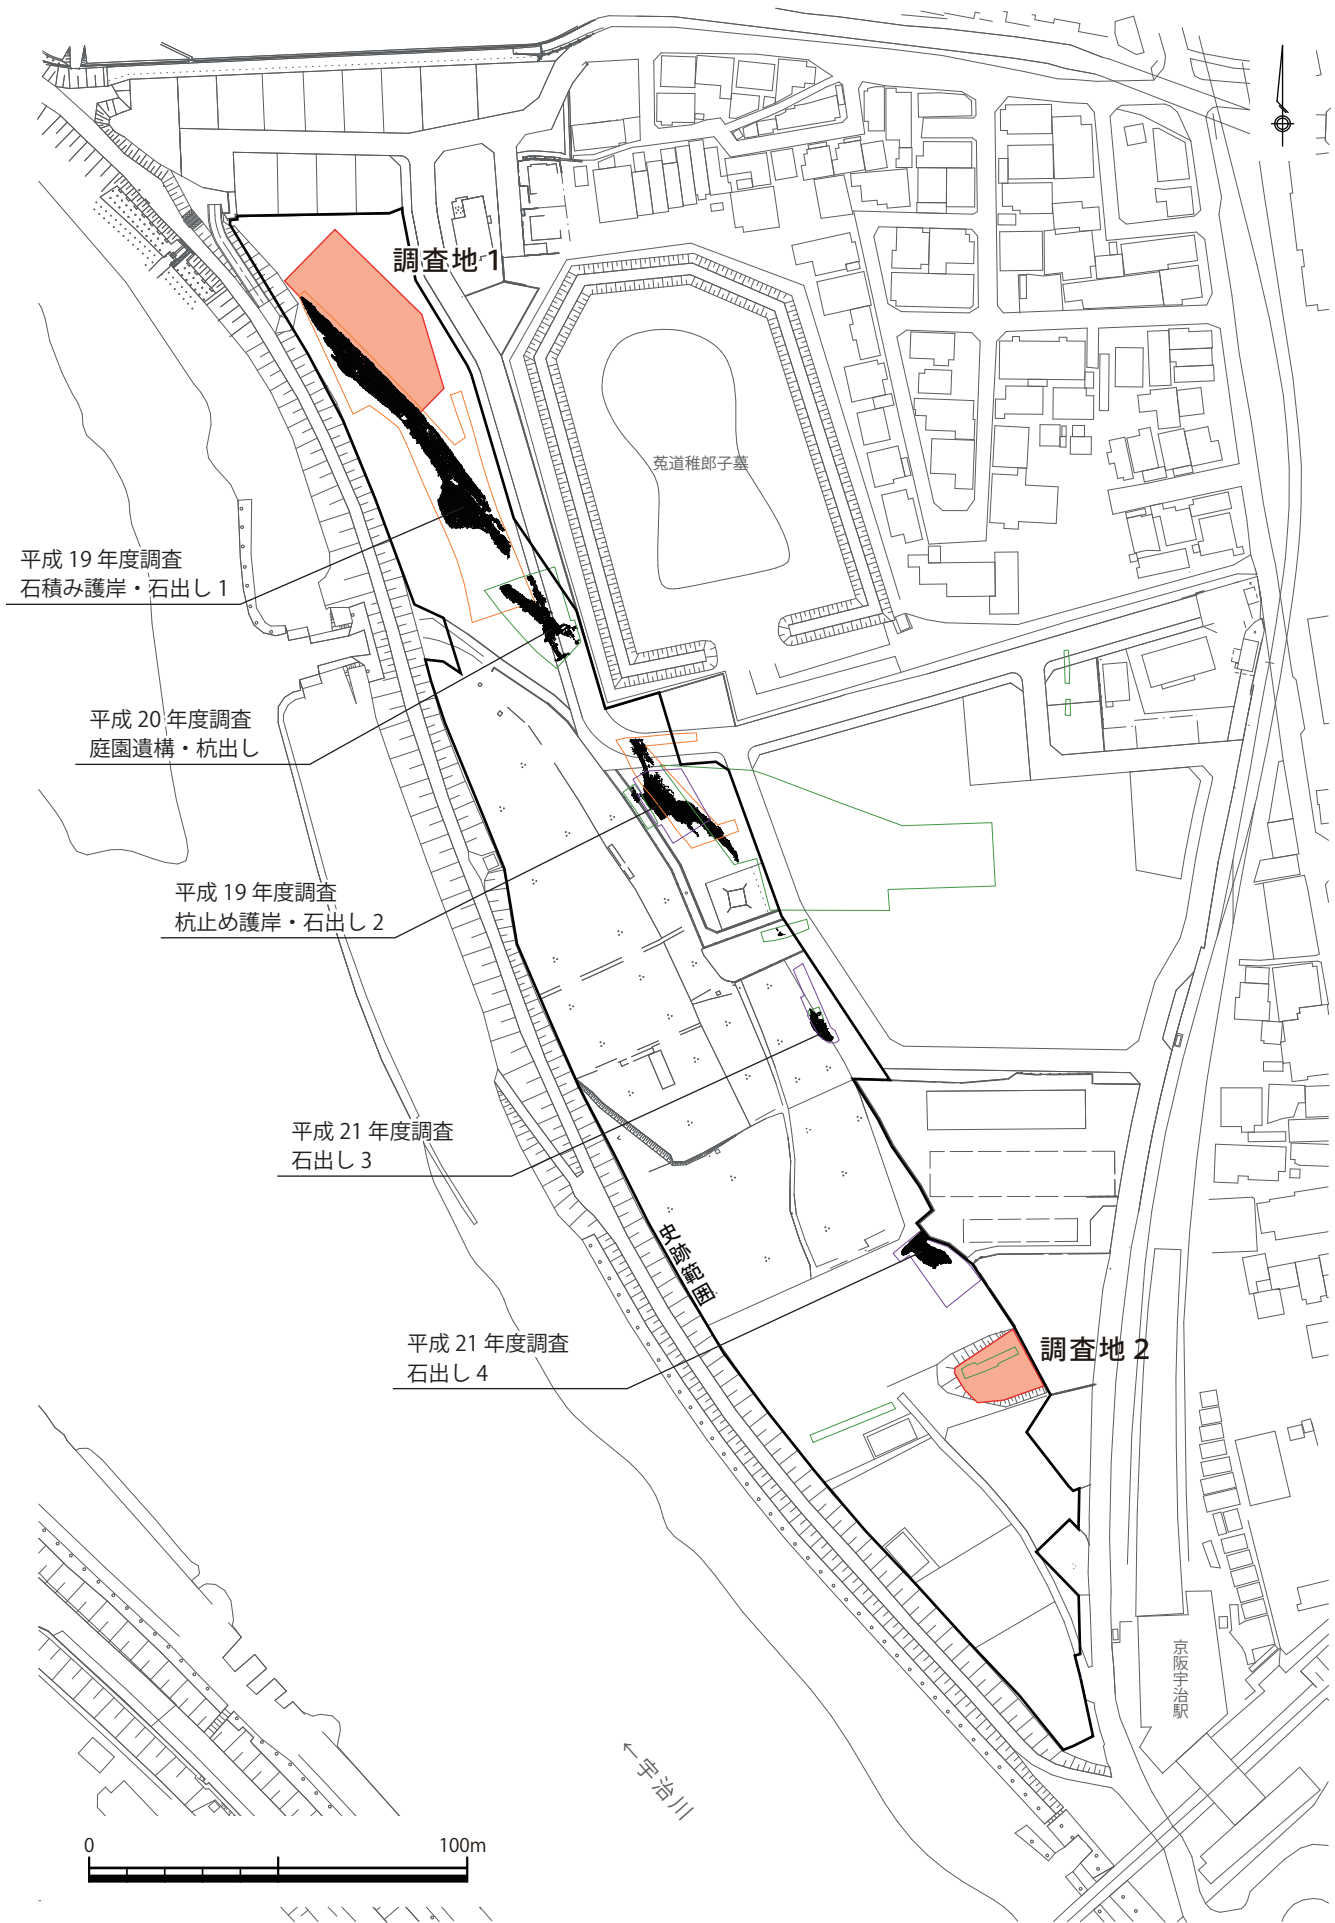 調査地 1
菟道稚郎子墓
平成 19 年度調査
石積み護岸・石出し 1
平成 20 年度調査
庭園遺構・杭出し
平成 19 年度調査
杭止め護岸・石出し 2
平成 21 年度調査
石出し 3
史跡範囲
平成 21 年度調査
石出し 4
調査地 2
京阪宇治駅
←宇治川
0 100m